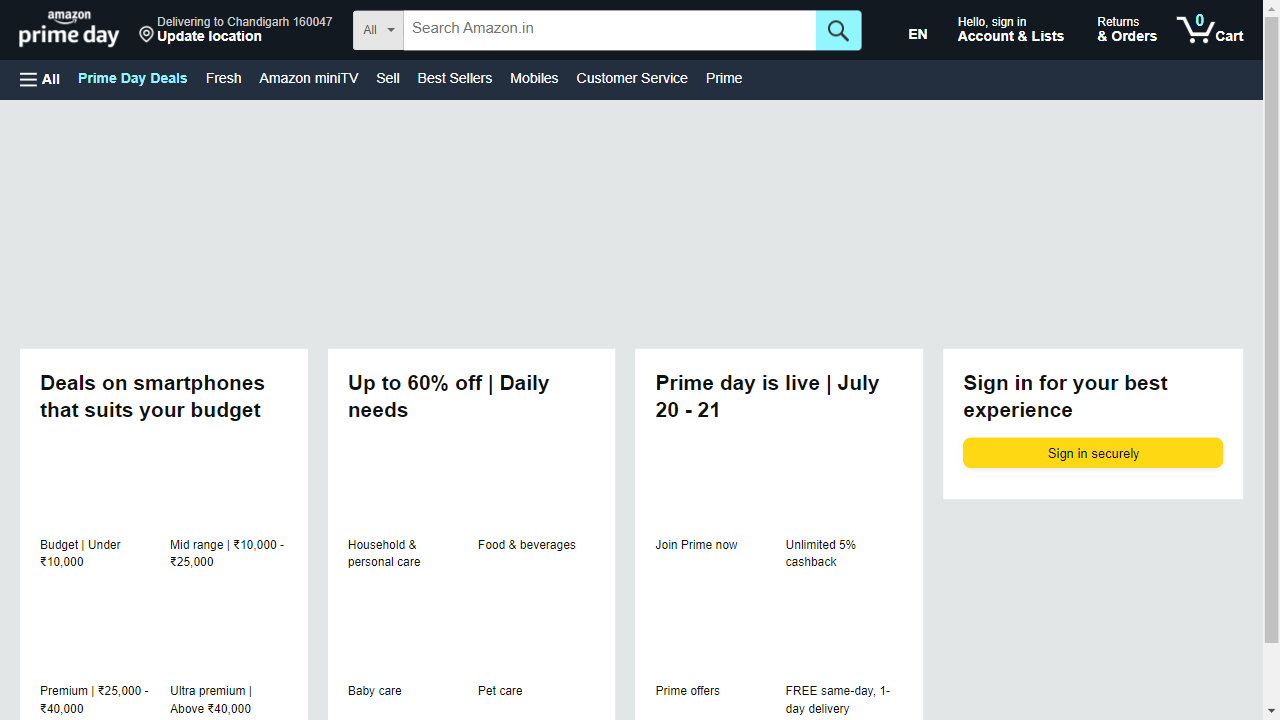 amazon
prime day
Delivering to Chandigarh 160047
Update location
All
Search Amazon.in
EN
Hello, sign in
Account & Lists
Returns
& Orders
0
Cart
All
Prime Day Deals
Fresh
Amazon miniTV
Sell
Best Sellers
Mobiles
Customer Service
Prime
Deals on smartphones
that suits your budget
Budget | Under
₹10,000
Mid range | ₹10,000 -
₹25,000
Premium | ₹25,000 -
₹40,000
Ultra premium |
Above ₹40,000
Up to 60% off | Daily
needs
Household &
personal care
Food & beverages
Baby care
Pet care
Prime day is live | July
20 - 21
Join Prime now
Unlimited 5%
cashback
Prime offers
FREE same-day, 1-
day delivery
Sign in for your best
experience
Sign in securely